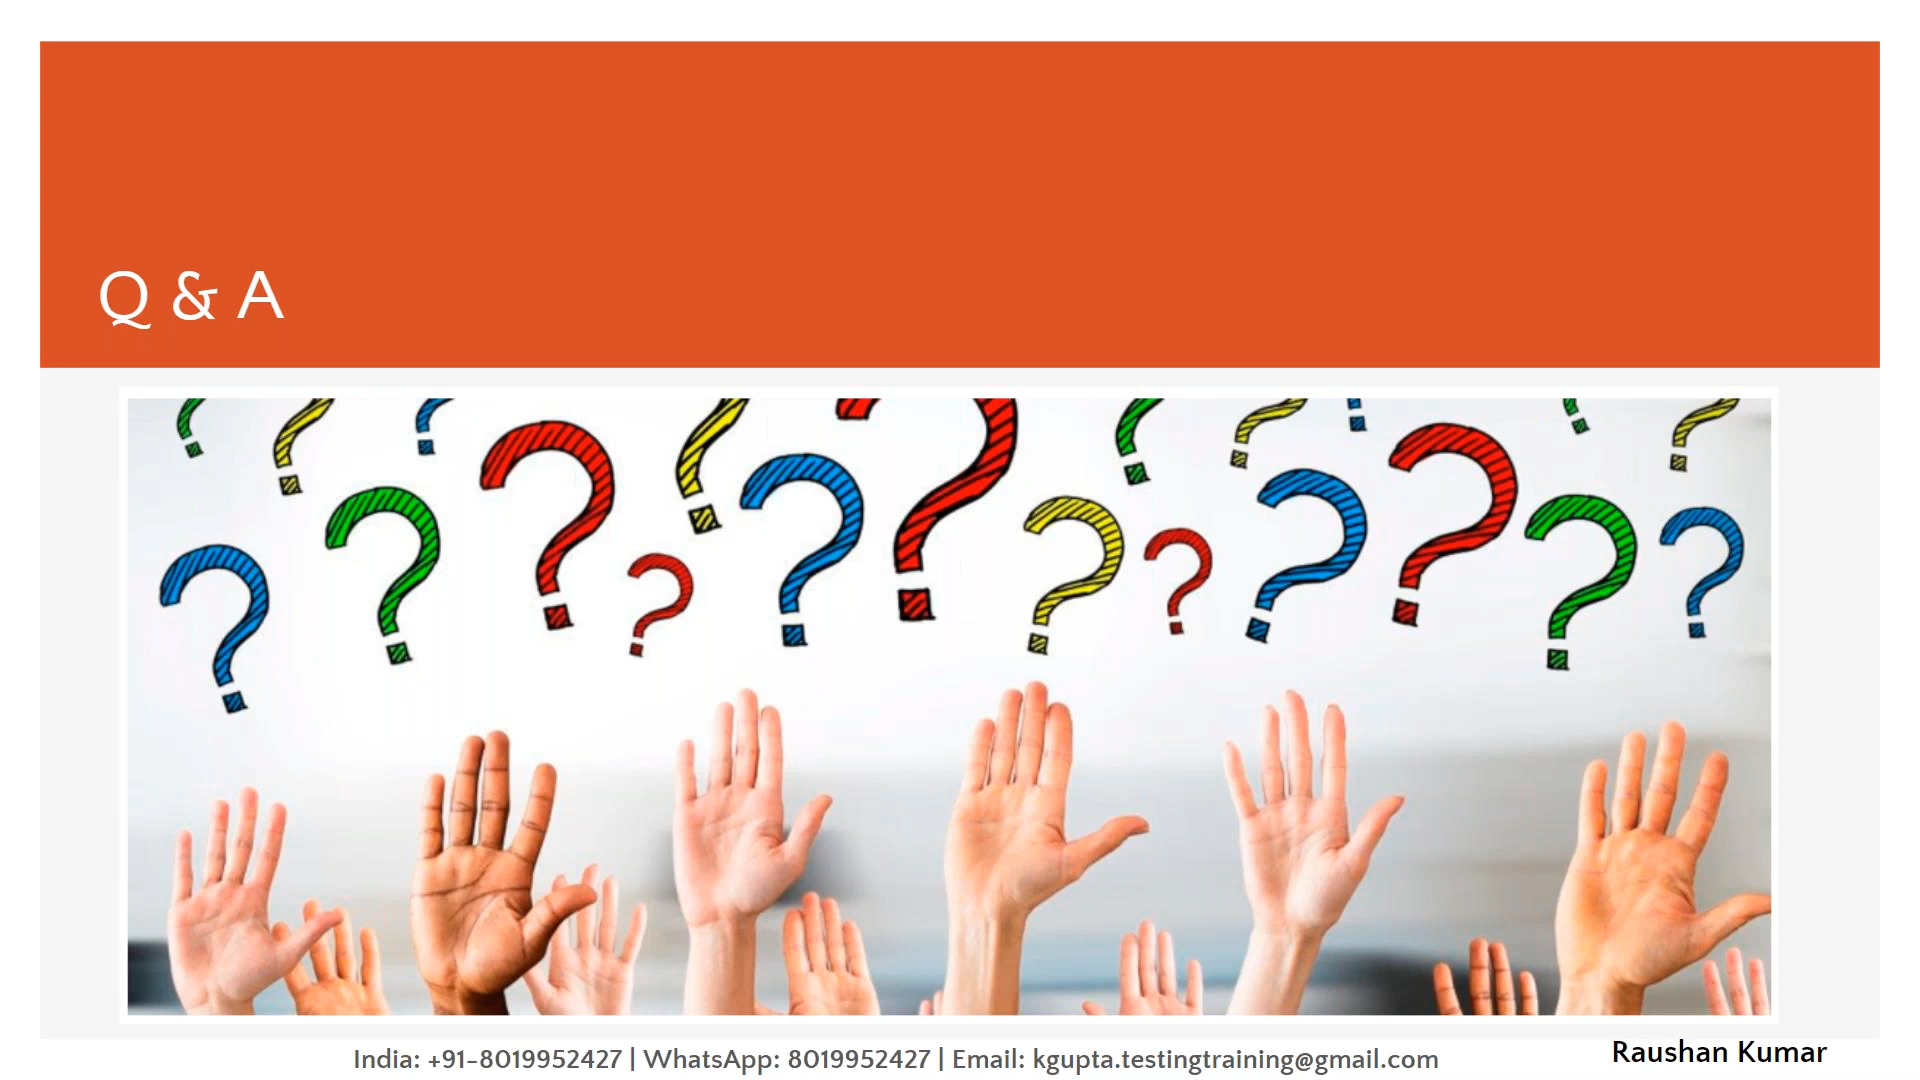 Q & A
India: +91-8019952427 | WhatsApp: 8019952427 | Email: kgupta.testingtraining@gmail.com
Raushan Kumar